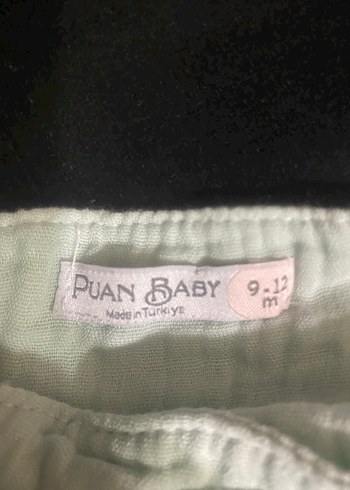 PUAN BABY
Made in Türkiye
9-12
m